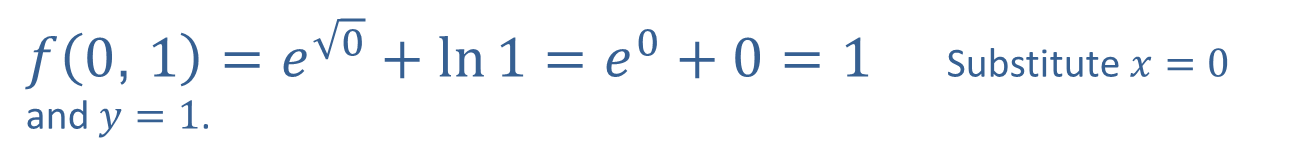 f(0, 1) = e^√0 + ln 1 = e^0 + 0 = 1 Substitute x = 0
and y = 1.